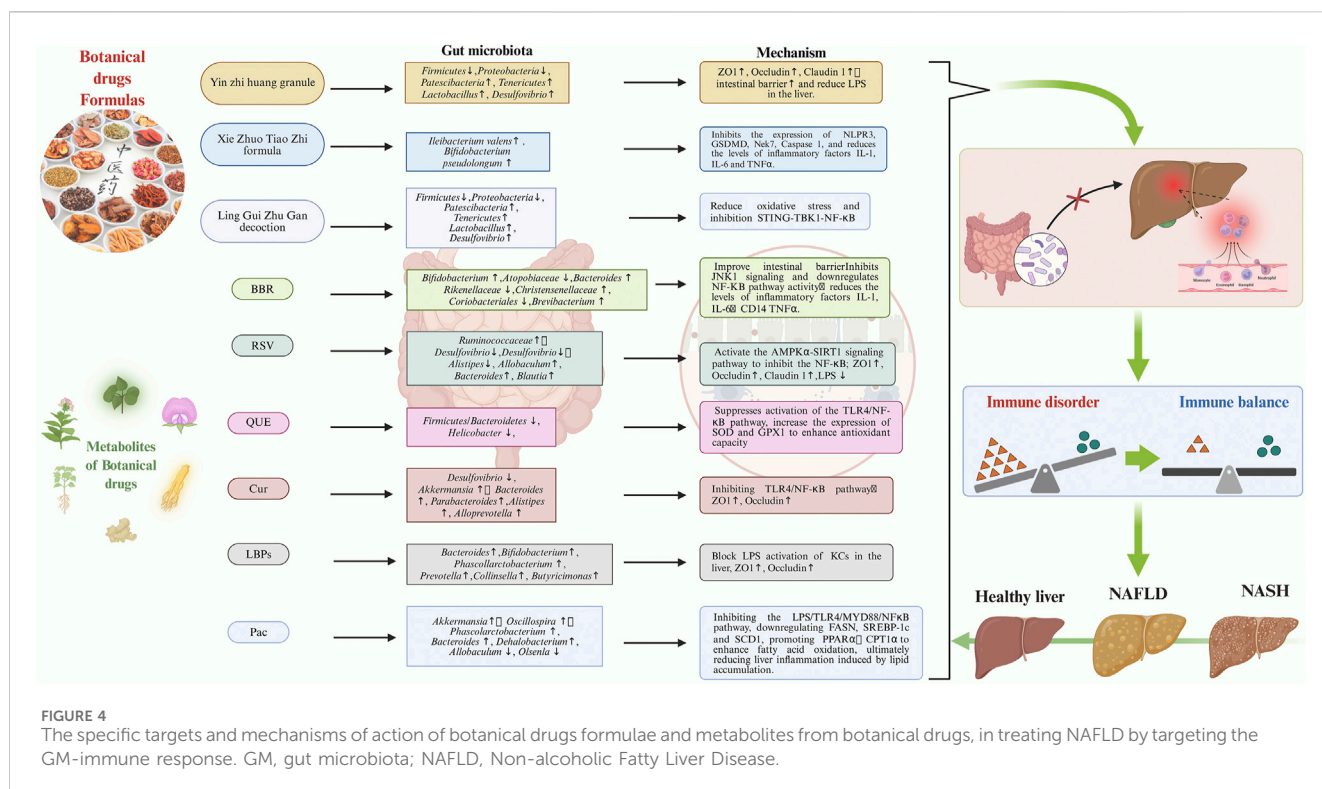 Botanical
drugs
Formulas
中
医
药
Metabolites
of Botanical
drugs
Gut microbiota
Mechanism
Yin zhi huang granule
Firmicutes↓,Proteobacteria↓,
Patescibacteria↑, Tenericutes↑
Lactobacillus↑, Desulfovibrio↑
ZO1↑, Occludin↑, Claudin 1↑□
intestinal barrier↑ and reduce LPS
in the liver.
Xie Zhuo Tiao Zhi
formula
Ileibacterium valens↑ ,
Bifidobacterium
pseudolongum ↑
Inhibits the expression of NLPR3,
GSDMD, Nek7, Caspase 1, and reduces
the levels of inflammatory factors IL-1,
IL-6 and TNFα.
Ling Gui Zhu Gan
decoction
Firmicutes↓,Proteobacteria↓,
Patescibacteria↑,
Tenericutes↑
Lactobacillus↑,
Desulfovibrio↑
Reduce oxidative stress and
inhibition STING-TBK1-NF-κB
BBR
Bifidobacterium ↑,Atopobiaceae ↓,Bacteroides ↑
Rikenellaceae ↓,Christensenellaceae ↑,
Coriobacteriales ↓,Brevibacterium ↑
Improve intestinal barrierInhibits
JNK1 signaling and downregulates
NF-KB pathway activity□ reduces the
levels of inflammatory factors IL-1,
IL-6□ CD14 TNFα.
RSV
Ruminococcaceae↑□
Desulfovibrio↓,Desulfovibrio↓□
Alistipes↓, Allobaculum↑,
Bacteroides↑, Blautia↑
Activate the AMPKα-SIRT1 signaling
pathway to inhibit the NF-κB; ZO1↑,
Occludin↑, Claudin 1↑,LPS ↓
QUE
Firmicutes/Bacteroidetes ↓,
Helicobacter ↓,
Suppresses activation of the TLR4/NF-
κB pathway, increase the expression of
SOD and GPX1 to enhance antioxidant
capacity
Cur
Desulfovibrio ↓,
Akkermansia ↑□ Bacteroides
↑, Parabacteroides↑,Alistipes
↑, Alloprevotella ↑
Inhibiting TLR4/NF-κB pathway□
ZO1↑, Occludin↑
LBPs
Bacteroides↑,Bifidobacterium↑,
Phascollarctobacterium ↑,
Prevotella↑,Collinsella↑, Butyricimonas↑
Block LPS activation of KCs in
the liver, ZO1↑, Occludin↑
Pac
Akkermansia↑□ Oscillospira ↑□
Phascolarctobacterium ↑,
Bacteroides ↑, Dehalobacterium↑,
Allobaculum ↓, Olsenla ↓
Inhibiting the LPS/TLR4/MYD88/NFκB
pathway, downregulating FASN, SREBP-1c
and SCD1, promoting PPARα□ CPT1α to
enhance fatty acid oxidation, ultimately
reducing liver inflammation induced by lipid
accumulation.
Monocyte
Eosinophil
Basophil
Neutrophil
Immune disorder
Immune balance
Healthy liver
NAFLD
NASH
FIGURE 4
The specific targets and mechanisms of action of botanical drugs formulae and metabolites from botanical drugs, in treating NAFLD by targeting the
GM-immune response. GM, gut microbiota; NAFLD, Non-alcoholic Fatty Liver Disease.